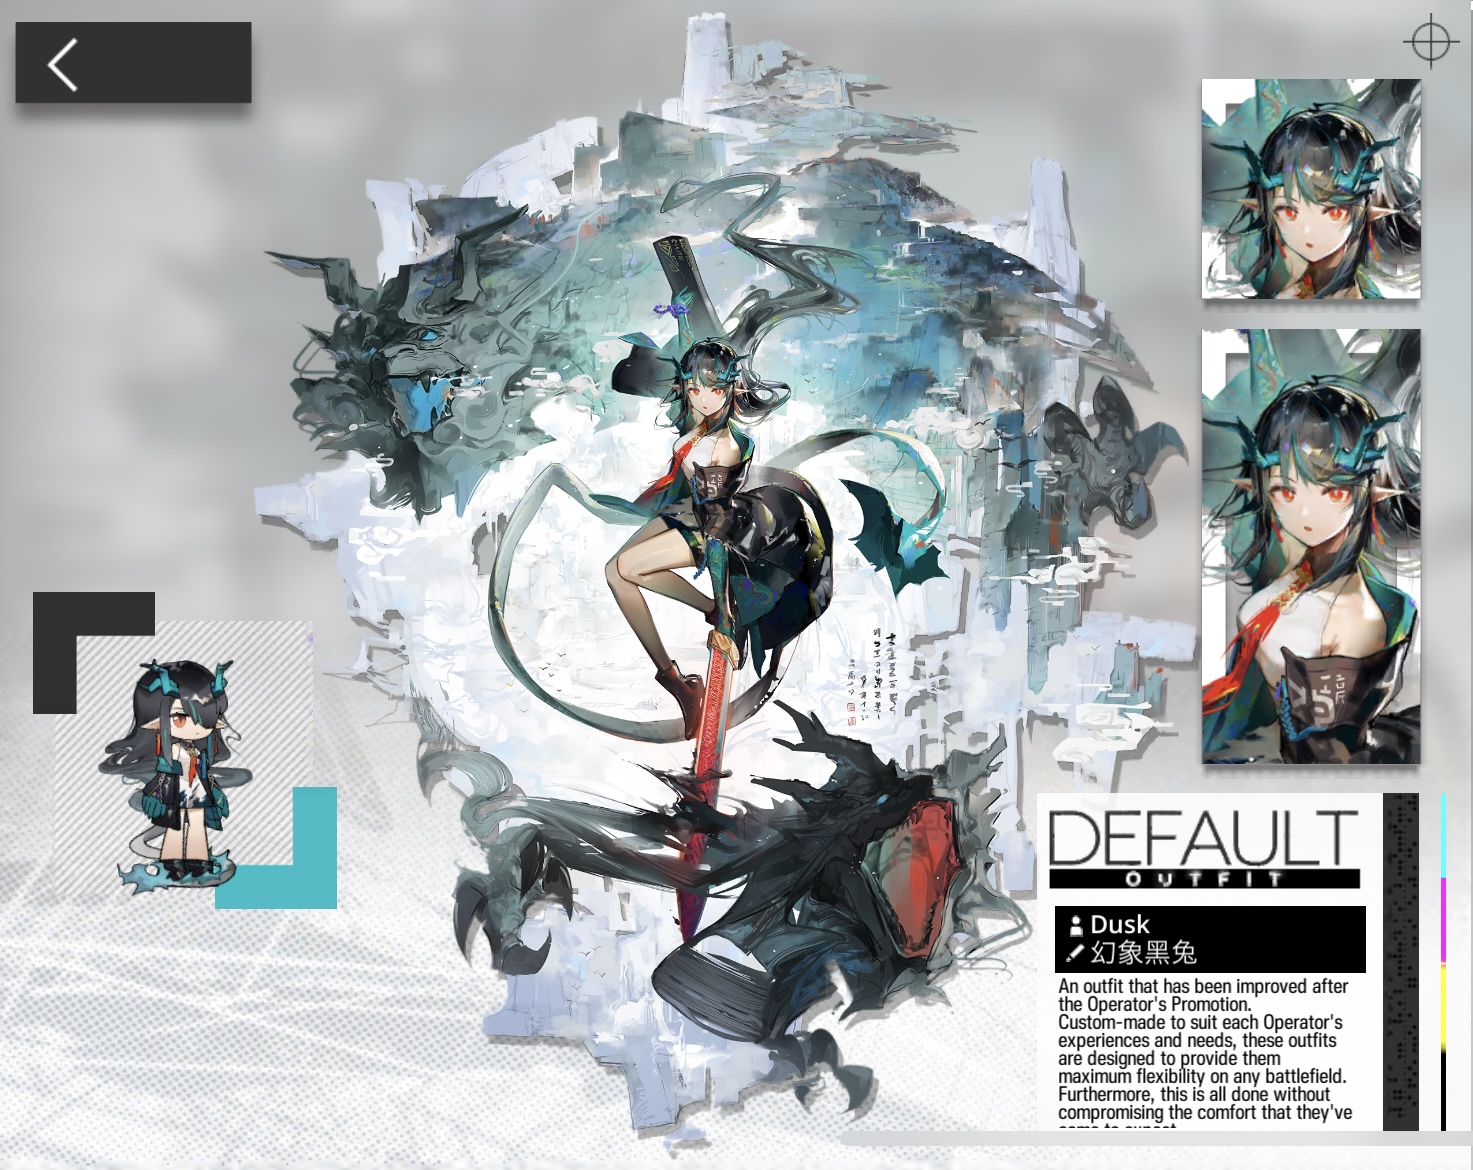 DEFAULT
OUTFIT
Dusk
幻象黑兔
An outfit that has been improved after
the Operator's Promotion.
Custom-made to suit each Operator's
experiences and needs, these outfits
are designed to provide them
maximum flexibility on any battlefield.
Furthermore, this is all done without
compromising the comfort that they've